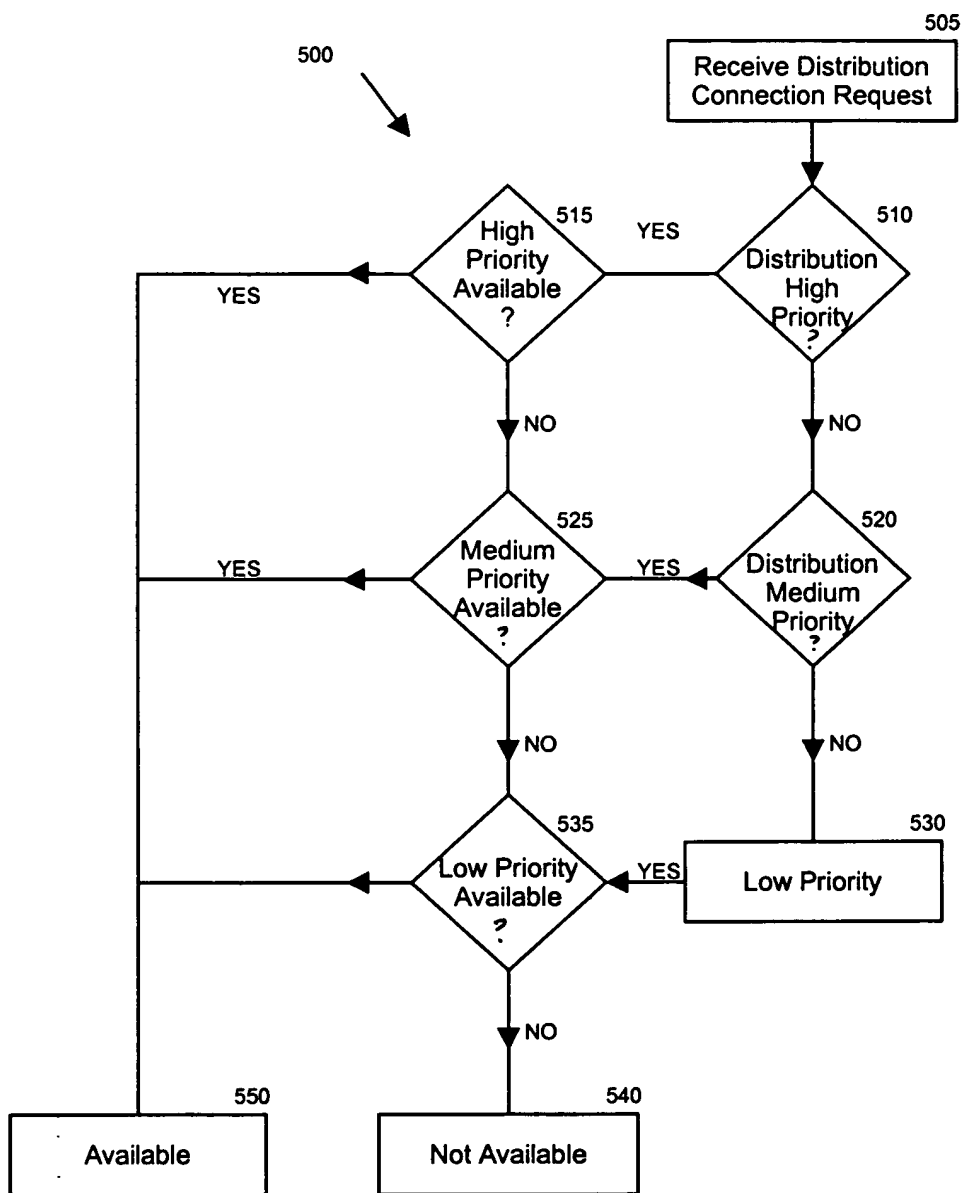 505
500
Receive Distribution
Connection Request
515
510
High
Priority
Available
?
YES
Distribution
High
Priority
?
YES
NO
NO
525
520
Medium
Priority
Available
?
YES
YES
Distribution
Medium
Priority
?
NO
NO
535
530
Low Priority
Available
?
YES
Low Priority
NO
550
540
Available
Not Available